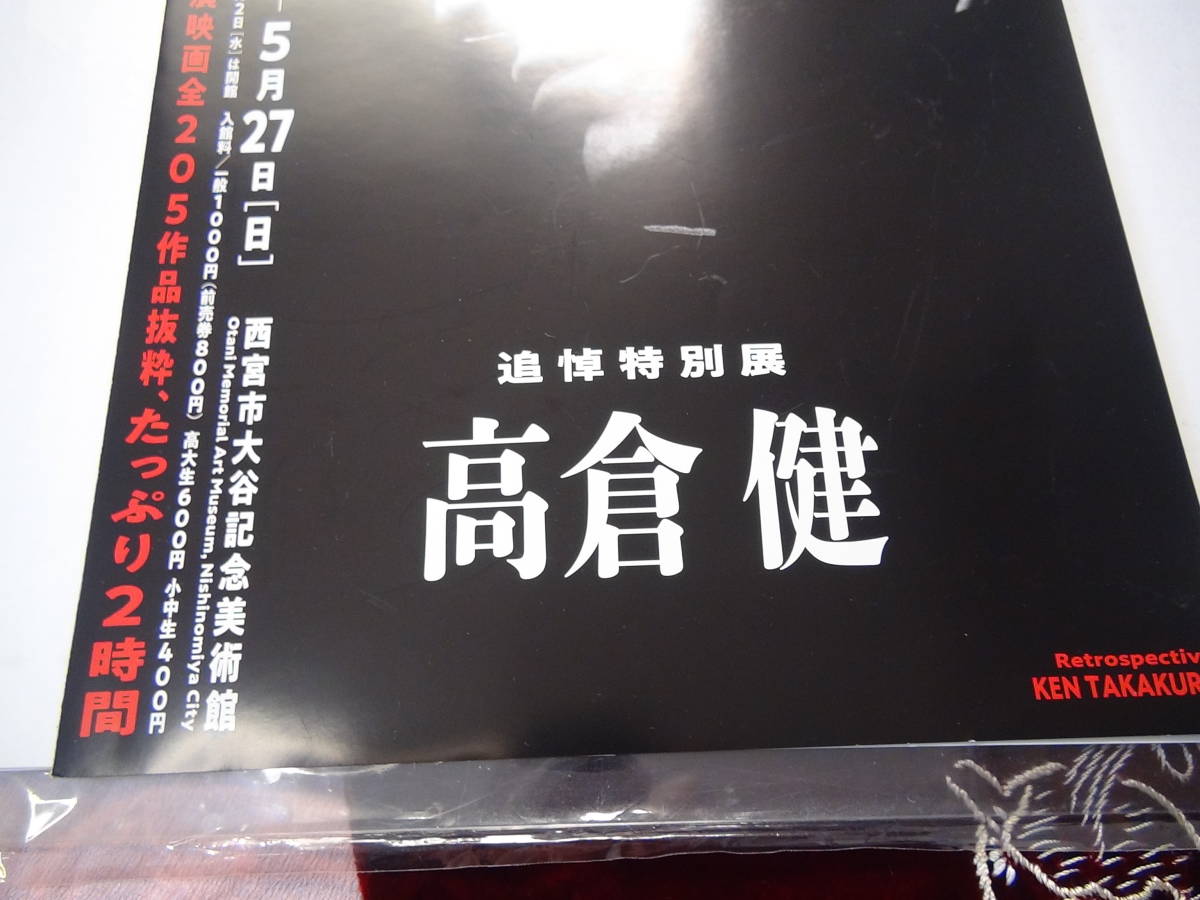 5月27日[日] 西宮市大谷記念美術館
Otani Memorial Art Museum, Nishinomiya City
2日[水]は開館 入館料/一般1000円(前売券800円) 高大生600円 小中生400円
演映画全205作品抜粋、たっぷり2時間
追悼特別展
高倉健
Retrospectiv
KEN TAKAKUR